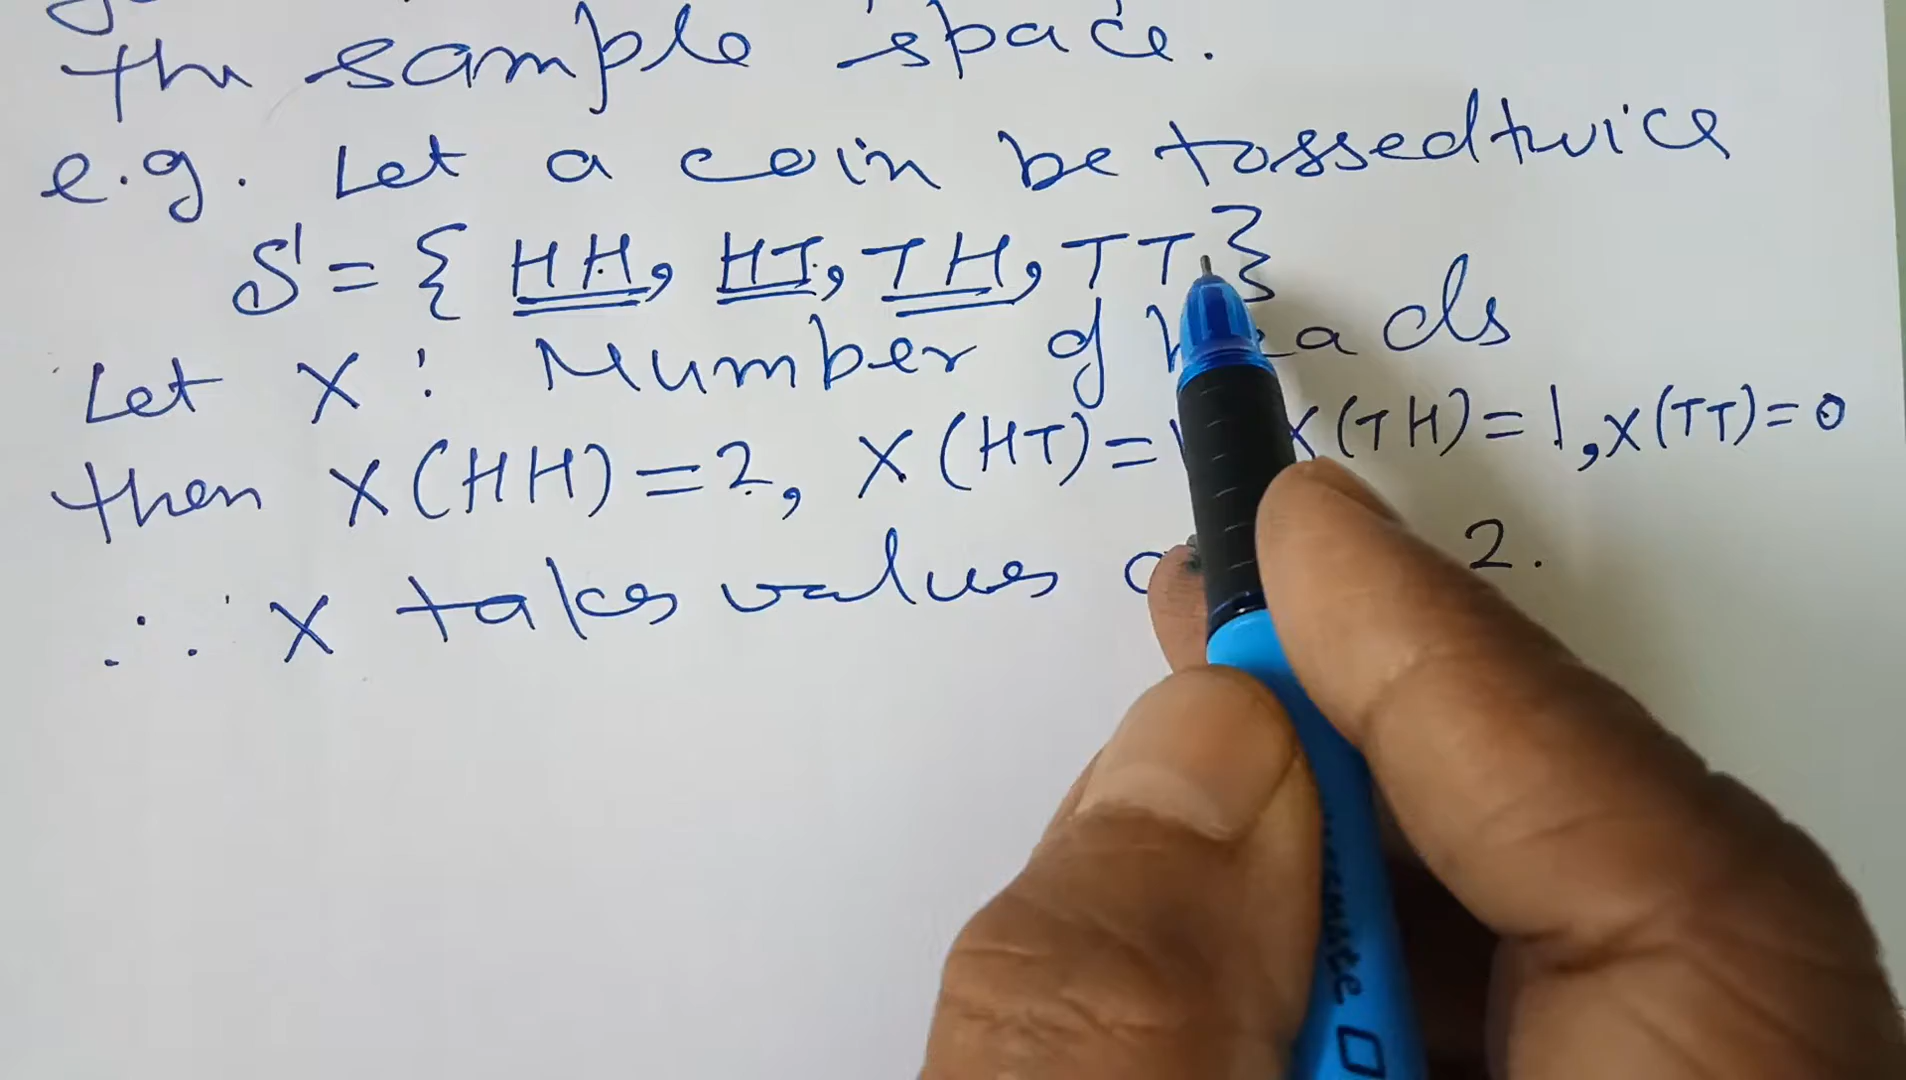 the sample space.
e.g. Let a coin be tossed twice
S = { HH, HT, TH, TT }
Let X : Number of heads
then X(HH) = 2, X(HT) = X(TH) = 1, X(TT) = 0
∴ X takes values 2.